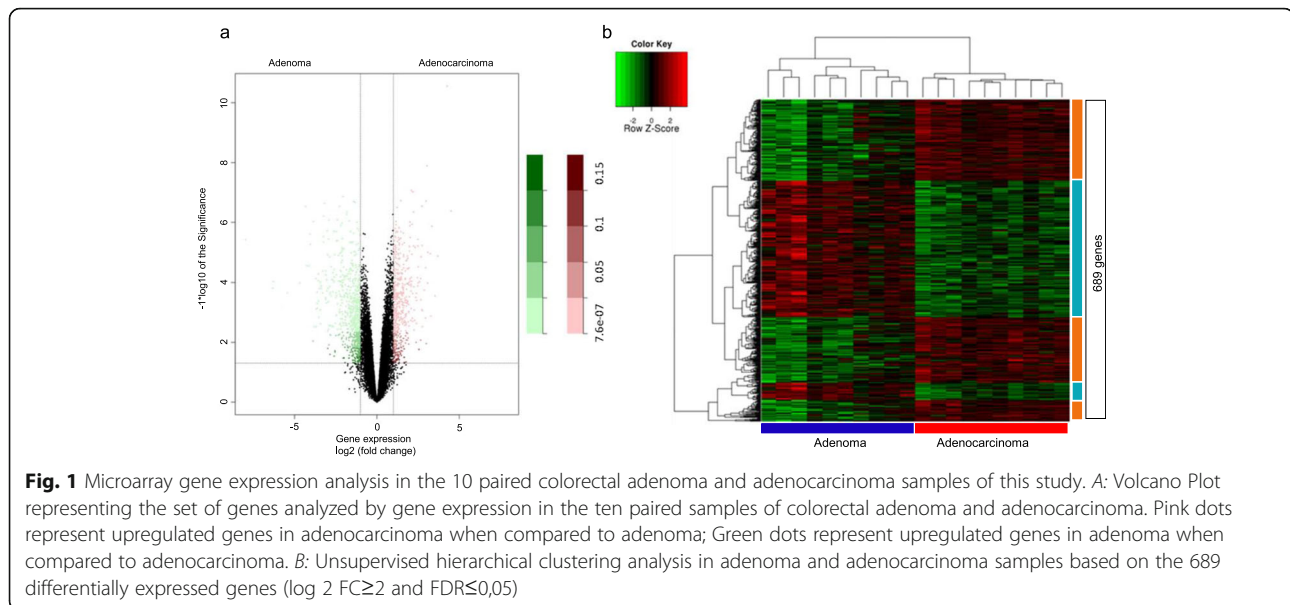 a
Adenoma Adenocarcinoma
-1*log10 of the Significance
10
8
6
4
2
0
-5 0 5
Gene expression
log2 (fold change)
0.15
0.1
0.05
7.6e-07
b
Color Key
-2 0 2
Row Z-Score
689 genes
Adenoma Adenocarcinoma
Fig. 1 Microarray gene expression analysis in the 10 paired colorectal adenoma and adenocarcinoma samples of this study. A: Volcano Plot
representing the set of genes analyzed by gene expression in the ten paired samples of colorectal adenoma and adenocarcinoma. Pink dots
represent upregulated genes in adenocarcinoma when compared to adenoma; Green dots represent upregulated genes in adenoma when
compared to adenocarcinoma. B: Unsupervised hierarchical clustering analysis in adenoma and adenocarcinoma samples based on the 689
differentially expressed genes (log 2 FC≥2 and FDR≤0,05)